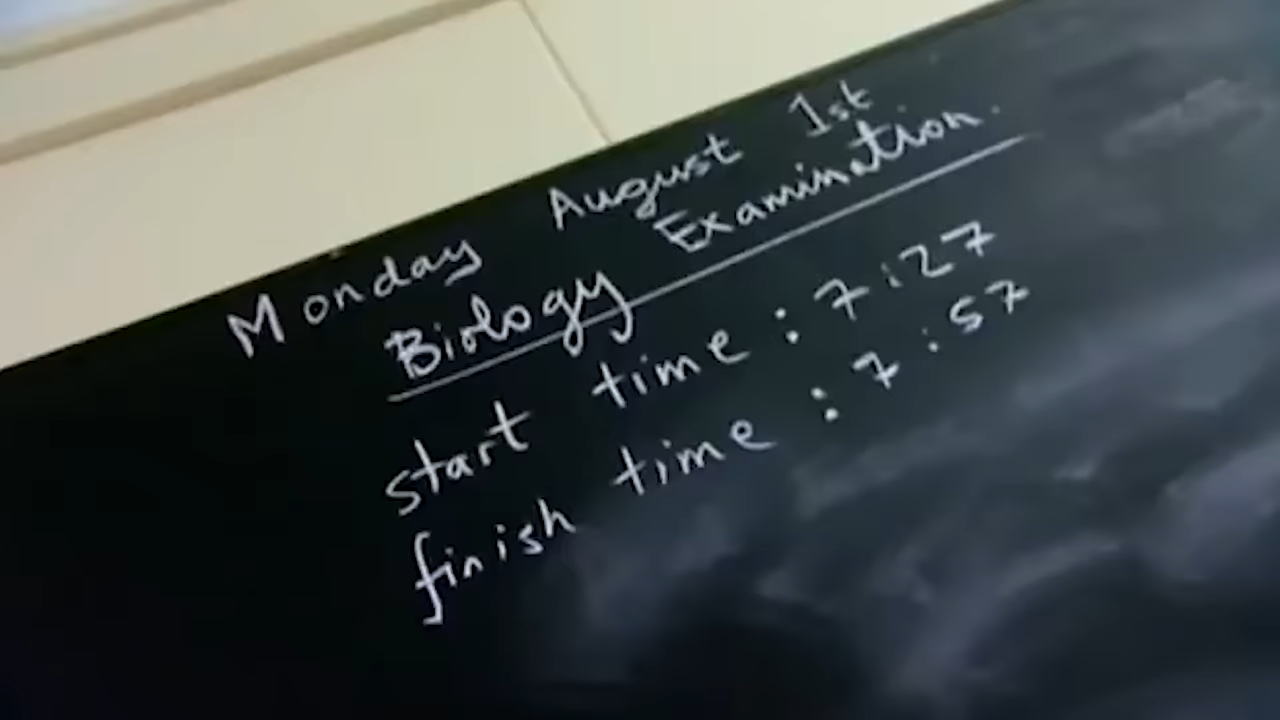 Monday August 1st
Biology Examination.
start time : 7:27
finish time : 7:57